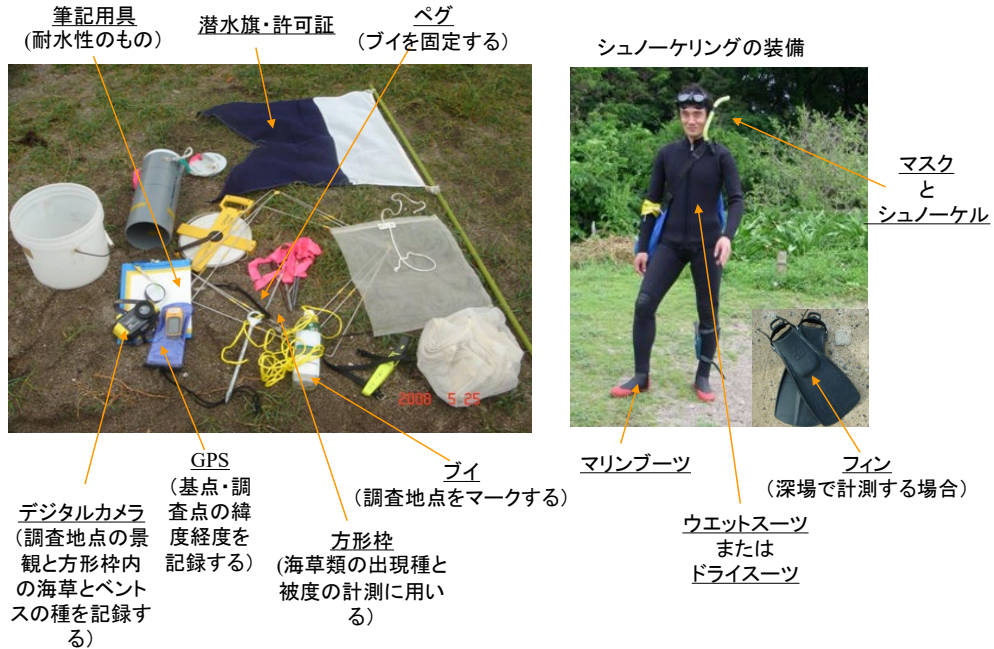 筆記用具
(耐水性のもの）
潜水旗・許可証
ペグ
（ブイを固定する）
シュノーケリングの装備
マスク
と
シュノーケル
2008 5 25
GPS
（基点・調
査点の緯
度経度を
記録する）
ブイ
（調査地点をマークする）
マリンブーツ
フィン
（深場で計測する場合）
デジタルカメラ
（調査地点の景
観と方形枠内
の海草とベント
スの種を記録す
る）
方形枠
(海草類の出現種と
被度の計測に用い
る）
ウエットスーツ
または
ドライスーツ